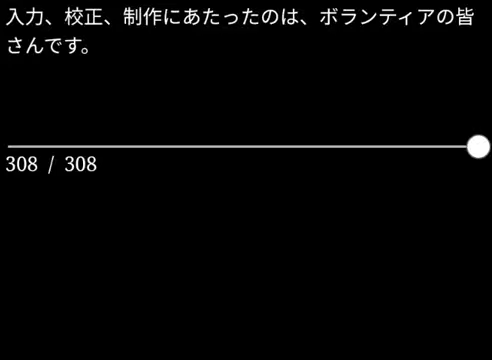 入力、校正、制作にあたったのは、ボランティアの皆
さんです。
308 / 308